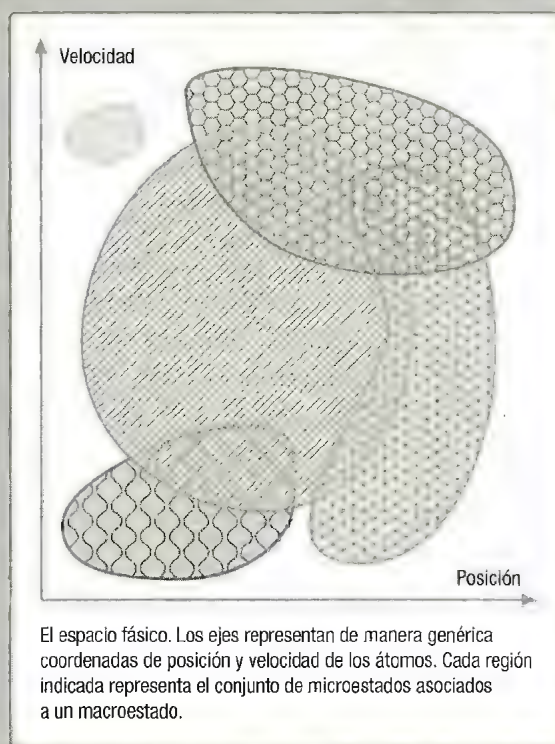 Velocidad
Posición
El espacio fásico. Los ejes representan de manera genérica
coordenadas de posición y velocidad de los átomos. Cada región
indicada representa el conjunto de microestados asociados
a un macroestado.